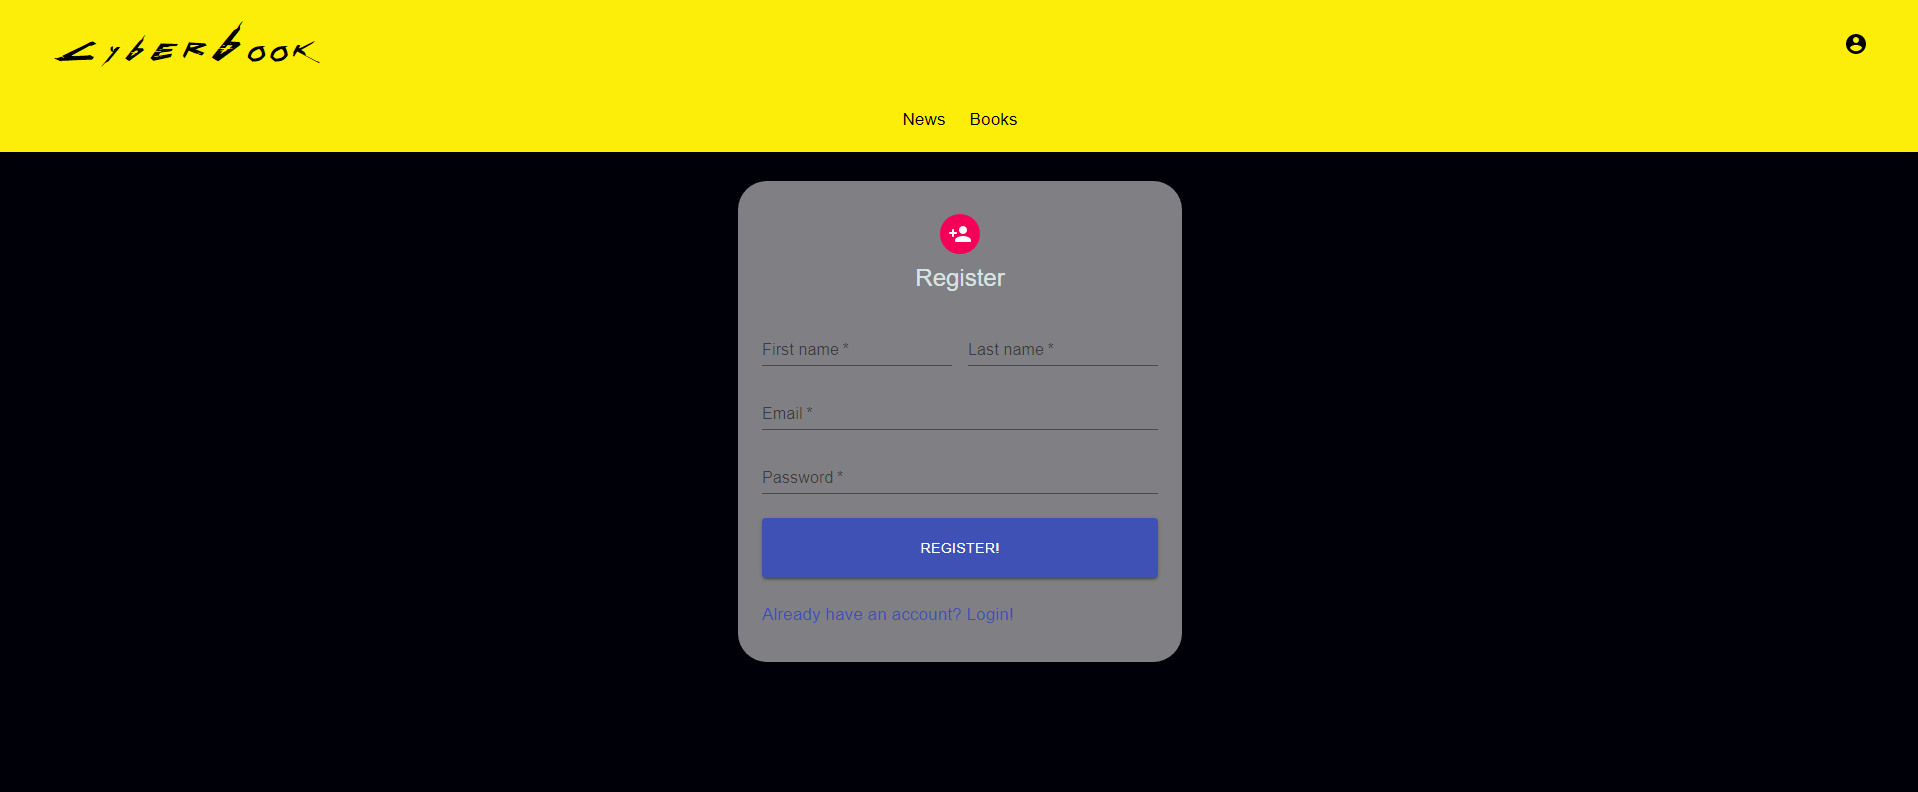 CyberBook
News Books
Register
First name * Last name *
Email *
Password *
REGISTER!
Already have an account? Login!